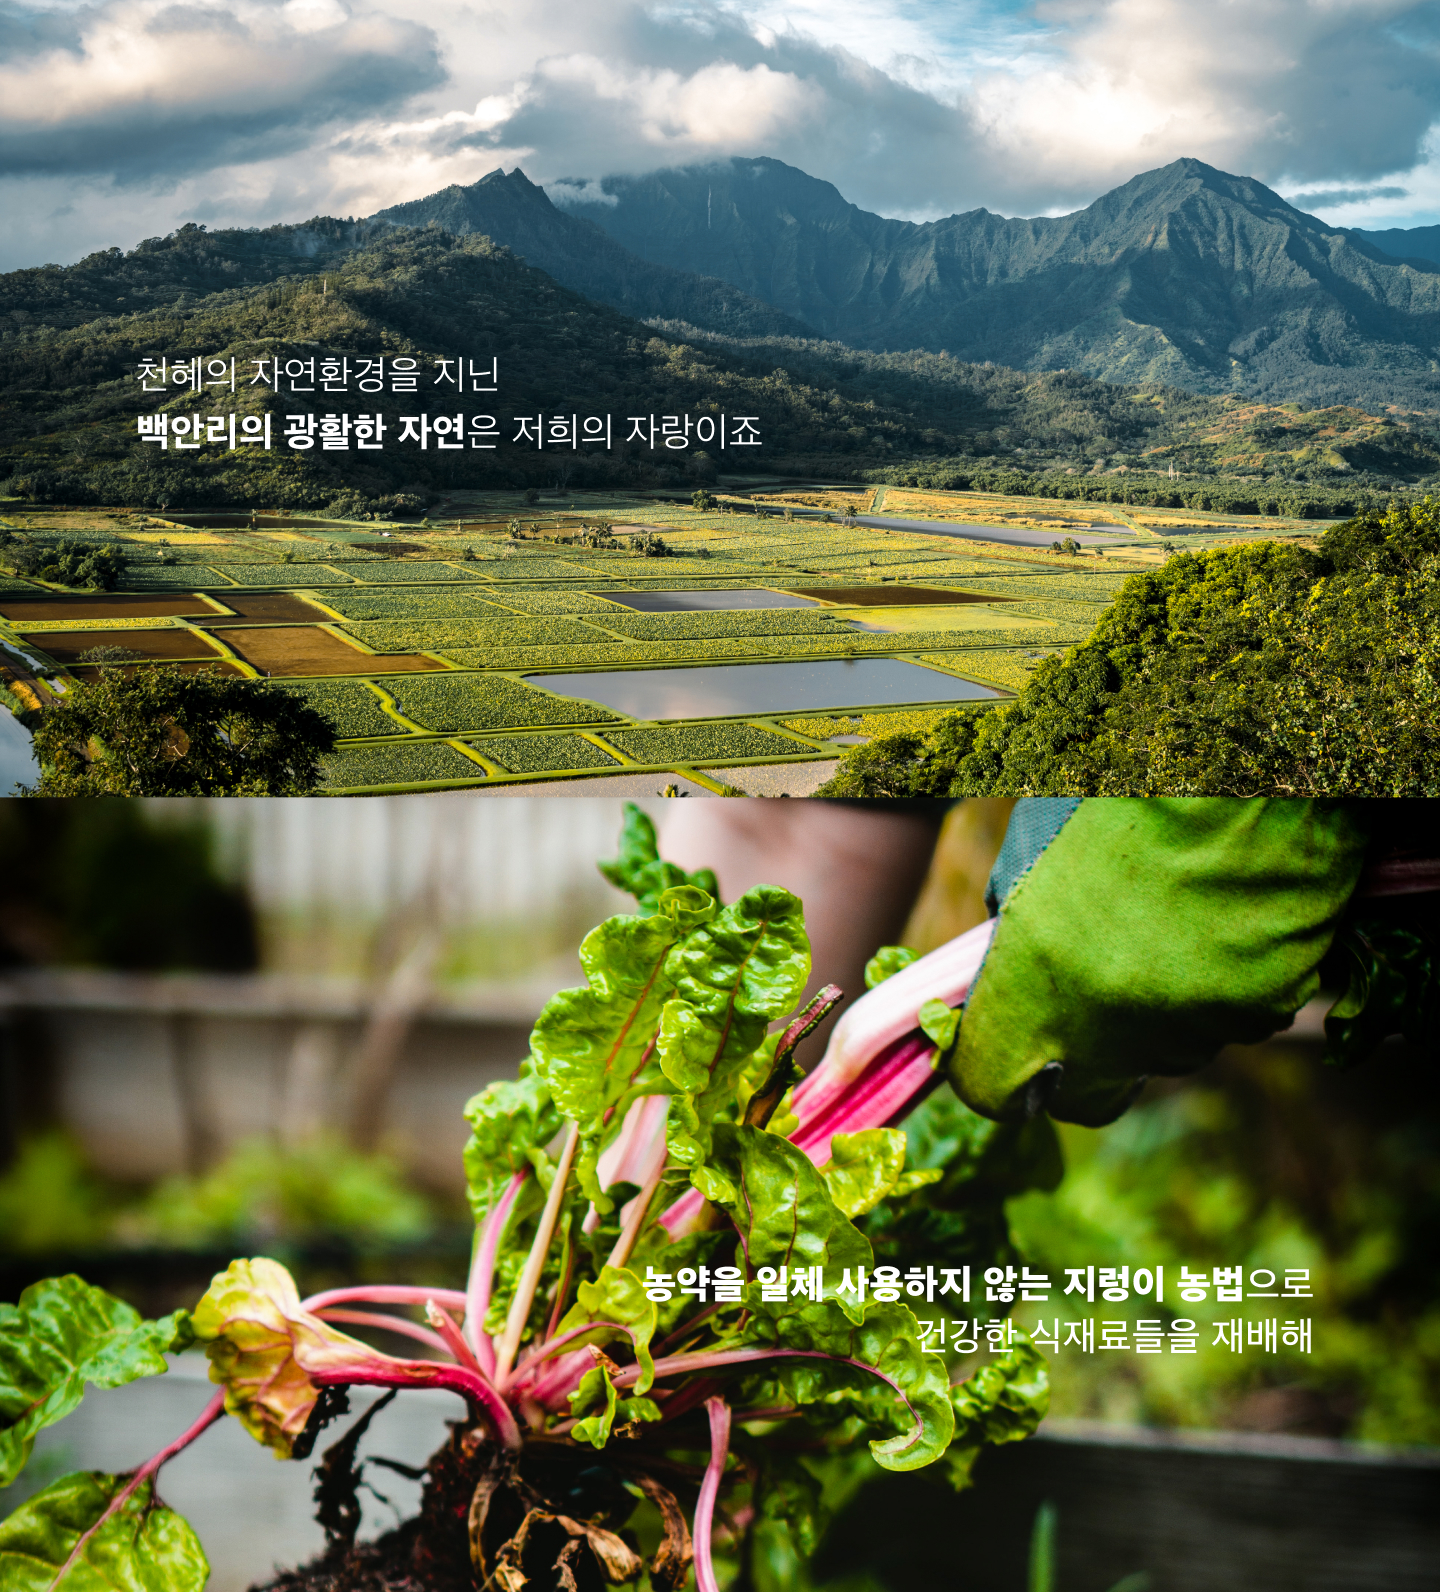 천혜의 자연환경을 지닌
백안리의 광활한 자연은 저희의 자랑이죠
농약을 일체 사용하지 않는 지렁이 농법으로
건강한 식재료들을 재배해